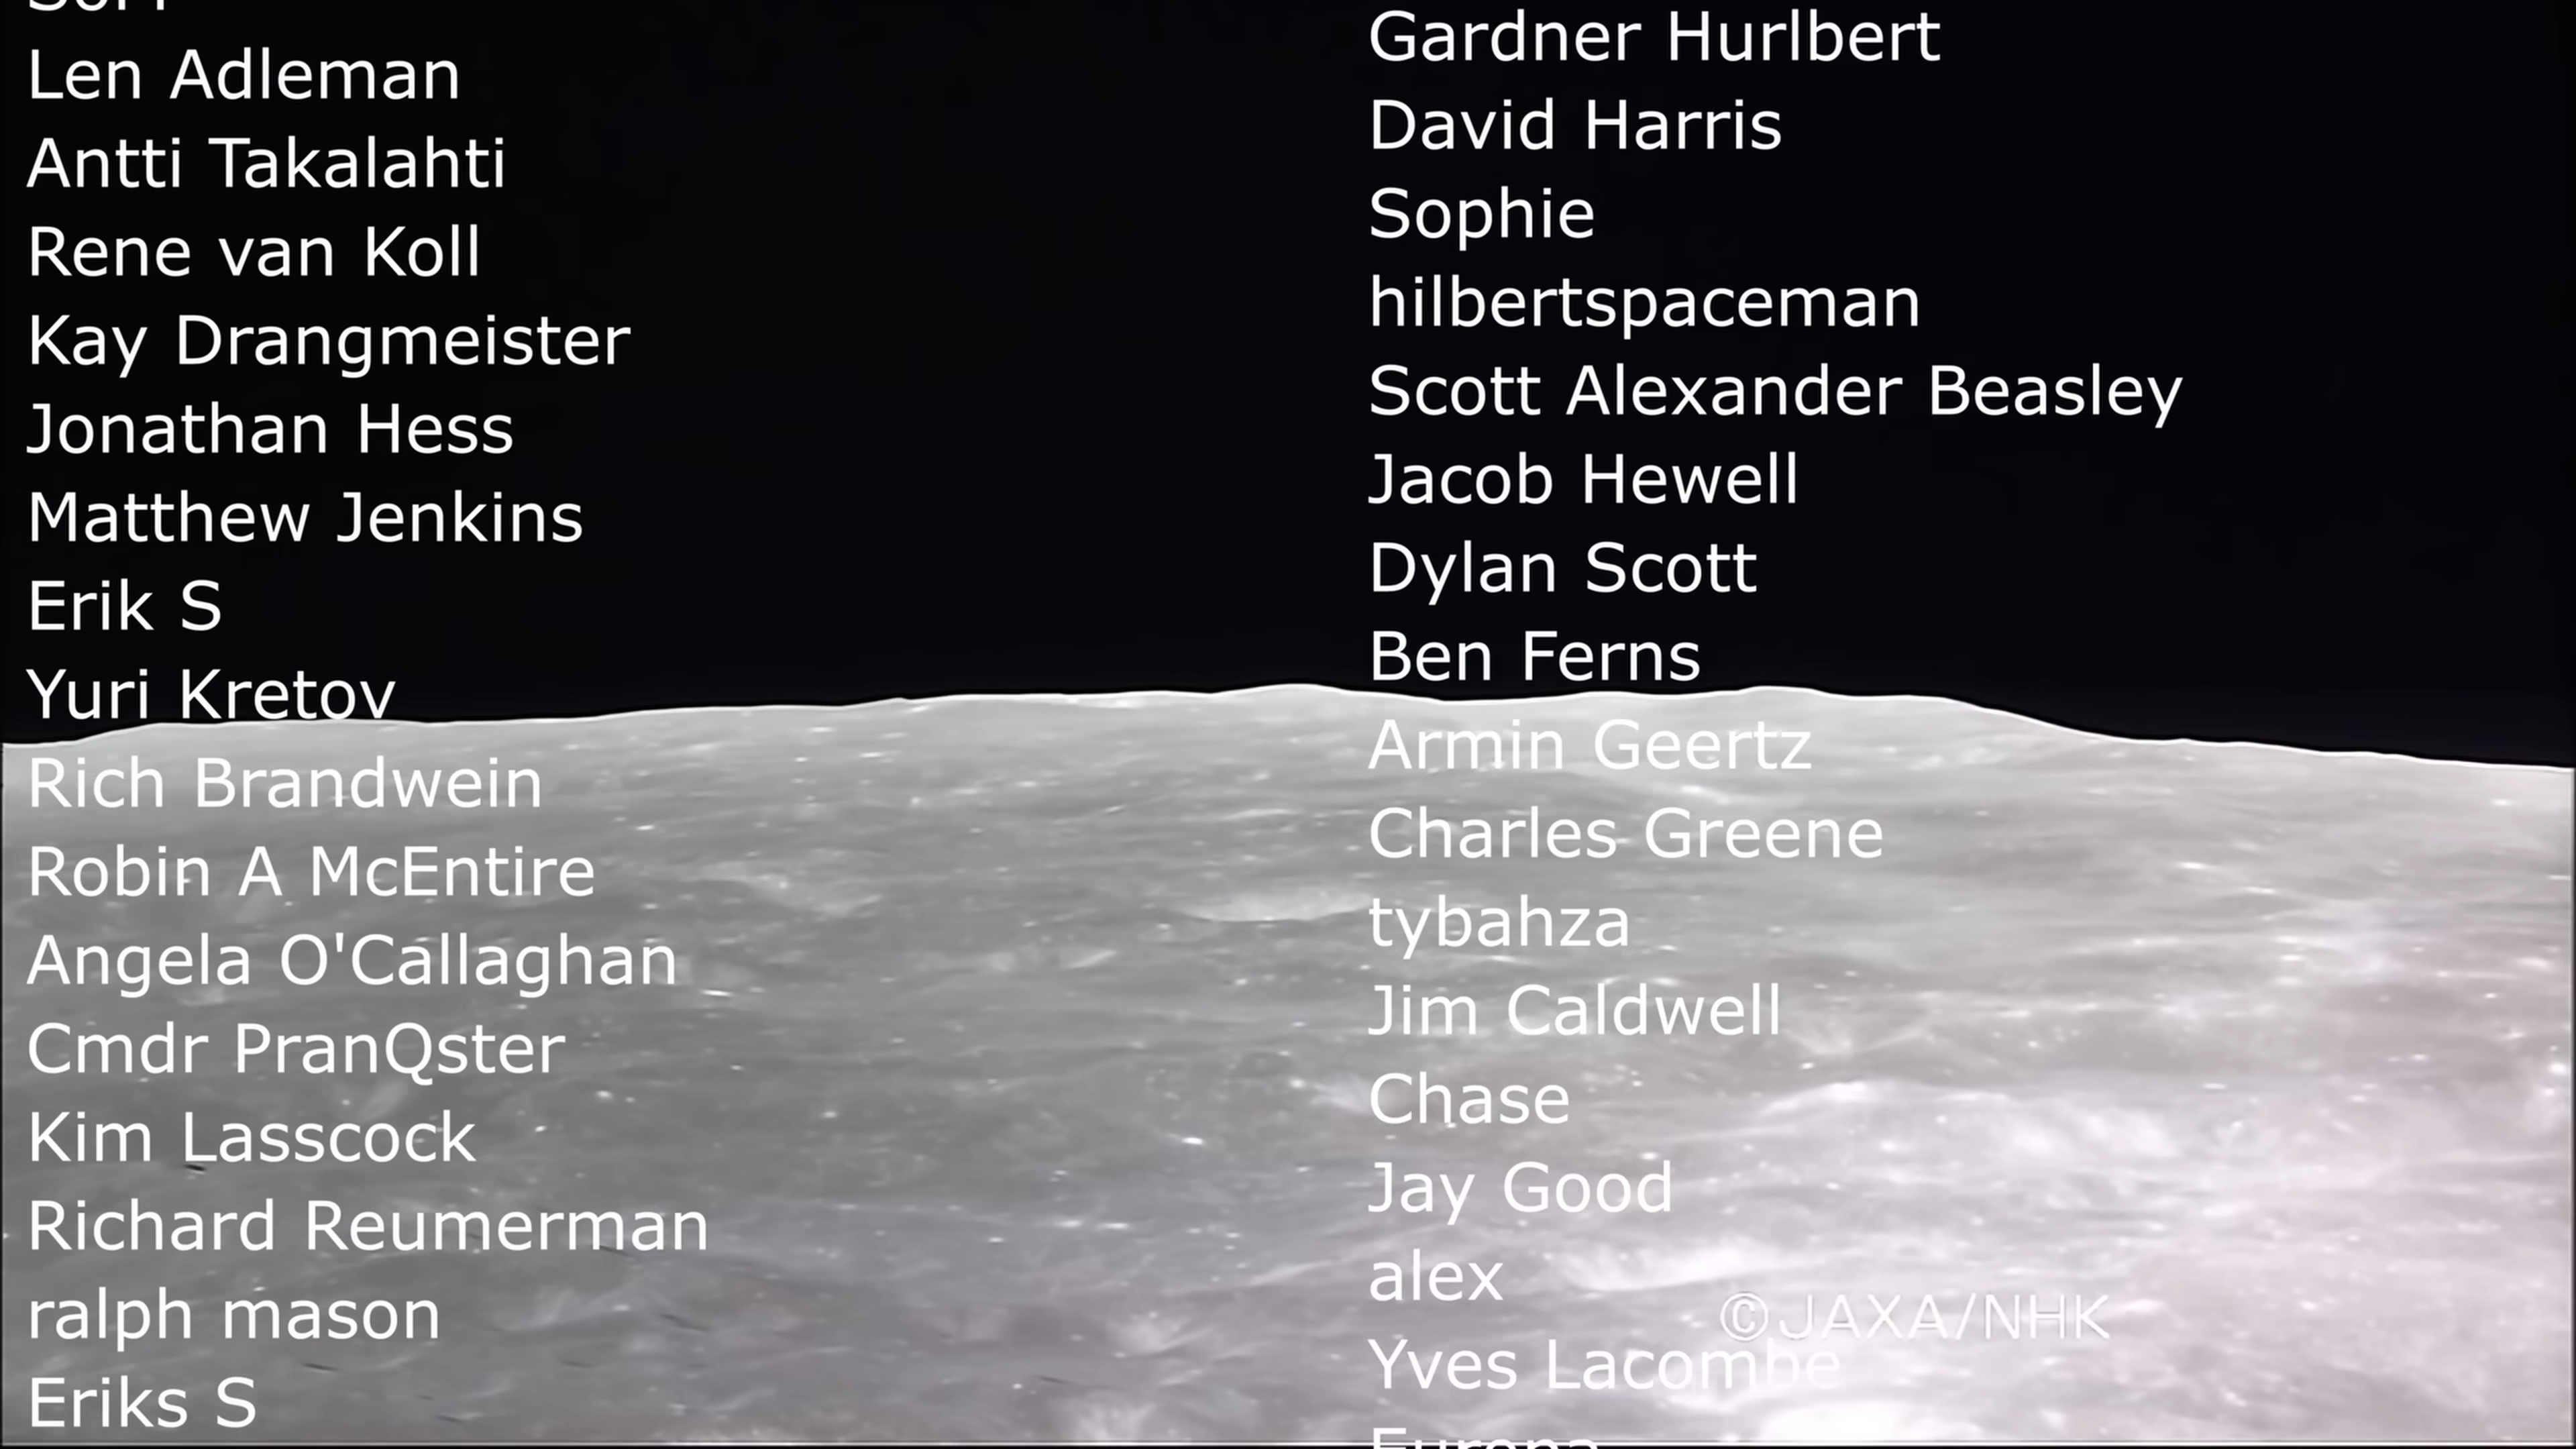 Len Adleman
Antti Takalahti
Rene van Koll
Kay Drangmeister
Jonathan Hess
Matthew Jenkins
Erik S
Yuri Kretov
Rich Brandwein
Robin A McEntire
Angela O'Callaghan
Cmdr PranQster
Kim Lasscock
Richard Reumerman
ralph mason
Eriks S
Gardner Hurlbert
David Harris
Sophie
hilbertspaceman
Scott Alexander Beasley
Jacob Hewell
Dylan Scott
Ben Ferns
Armin Geertz
Charles Greene
tybahza
Jim Caldwell
Chase
Jay Good
alex
©JAXA/NHK
Yves Lacombe